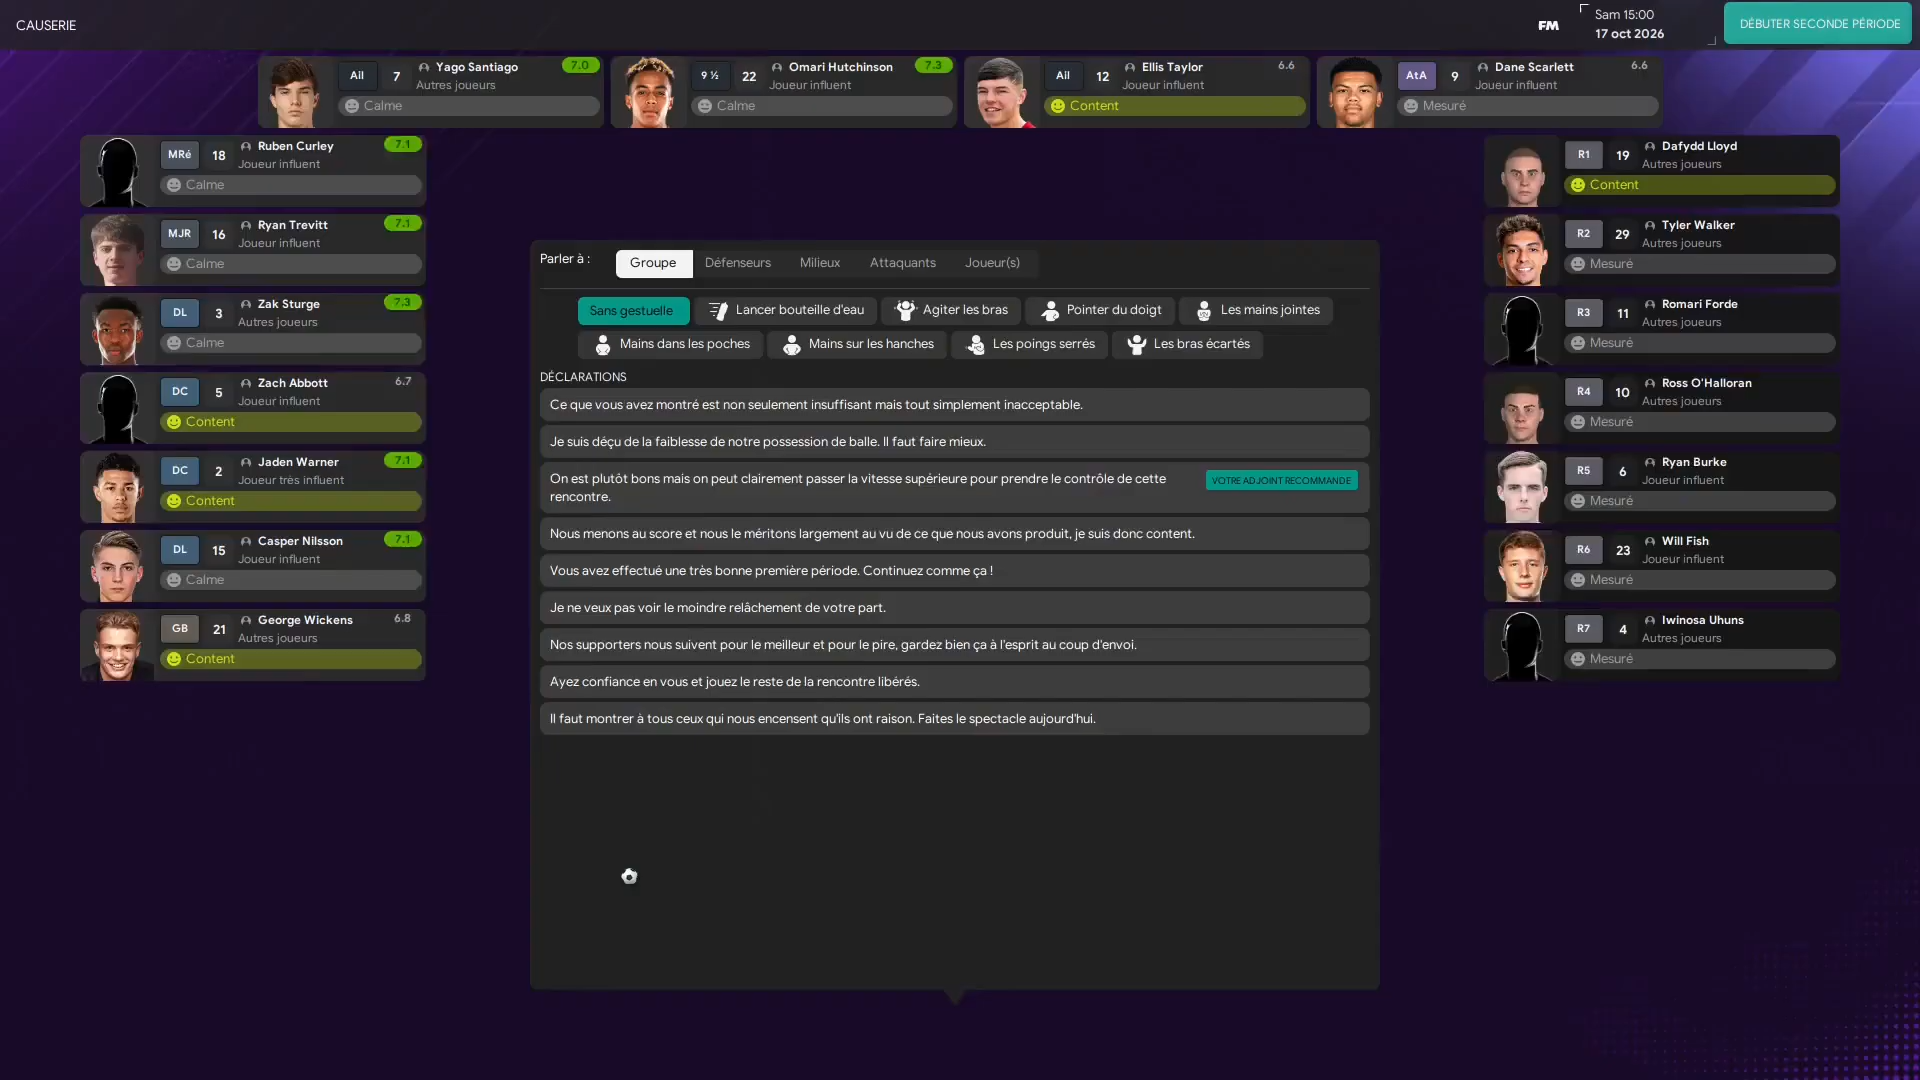 CAUSERIE
FM
Sam 15:00
17 oct 2026
DÉBUTER SECONDE PÉRIODE
Ail 7 Yago Santiago 7.0
Autres joueurs
Calme
9 ½ 22 Omari Hutchinson 7.3
Joueur influent
Calme
Ail 12 Ellis Taylor 6.6
Joueur influent
Content
AtA 9 Dane Scarlett 6.6
Joueur influent
Mesuré
MRé 18 Ruben Curley 7.1
Joueur influent
Calme
MJR 16 Ryan Trevitt 7.1
Joueur influent
Calme
DL 3 Zak Sturge 7.3
Autres joueurs
Calme
DC 5 Zach Abbott 6.7
Joueur influent
Content
DC 2 Jaden Warner 7.1
Joueur très influent
Content
DL 15 Casper Nilsson 7.1
Joueur influent
Calme
GB 21 George Wickens 6.8
Autres joueurs
Content
Parler à : Groupe Défenseurs Milieux Attaquants Joueur(s)
Sans gestuelle Lancer bouteille d'eau Agiter les bras Pointer du doigt Les mains jointes
Mains dans les poches Mains sur les hanches Les poings serrés Les bras écartés
DÉCLARATIONS
Ce que vous avez montré est non seulement insuffisant mais tout simplement inacceptable.
Je suis déçu de la faiblesse de notre possession de balle. Il faut faire mieux.
On est plutôt bons mais on peut clairement passer la vitesse supérieure pour prendre le contrôle de cette
rencontre.
VOTRE ADJOINT RECOMMANDE
Nous menons au score et nous le méritons largement au vu de ce que nous avons produit, je suis donc content.
Vous avez effectué une très bonne première période. Continuez comme ça !
Je ne veux pas voir le moindre relâchement de votre part.
Nos supporters nous suivent pour le meilleur et pour le pire, gardez bien ça à l'esprit au coup d'envoi.
Ayez confiance en vous et jouez le reste de la rencontre libérés.
Il faut montrer à tous ceux qui nous encensent qu'ils ont raison. Faites le spectacle aujourd'hui.
R1 19 Dafydd Lloyd
Autres joueurs
Content
R2 29 Tyler Walker
Autres joueurs
Mesuré
R3 11 Romarí Forde
Autres joueurs
Mesuré
R4 10 Ross O'Halloran
Autres joueurs
Mesuré
R5 6 Ryan Burke
Joueur influent
Mesuré
R6 23 Will Fish
Joueur influent
Mesuré
R7 4 Iwinosa Uhuns
Autres joueurs
Mesuré